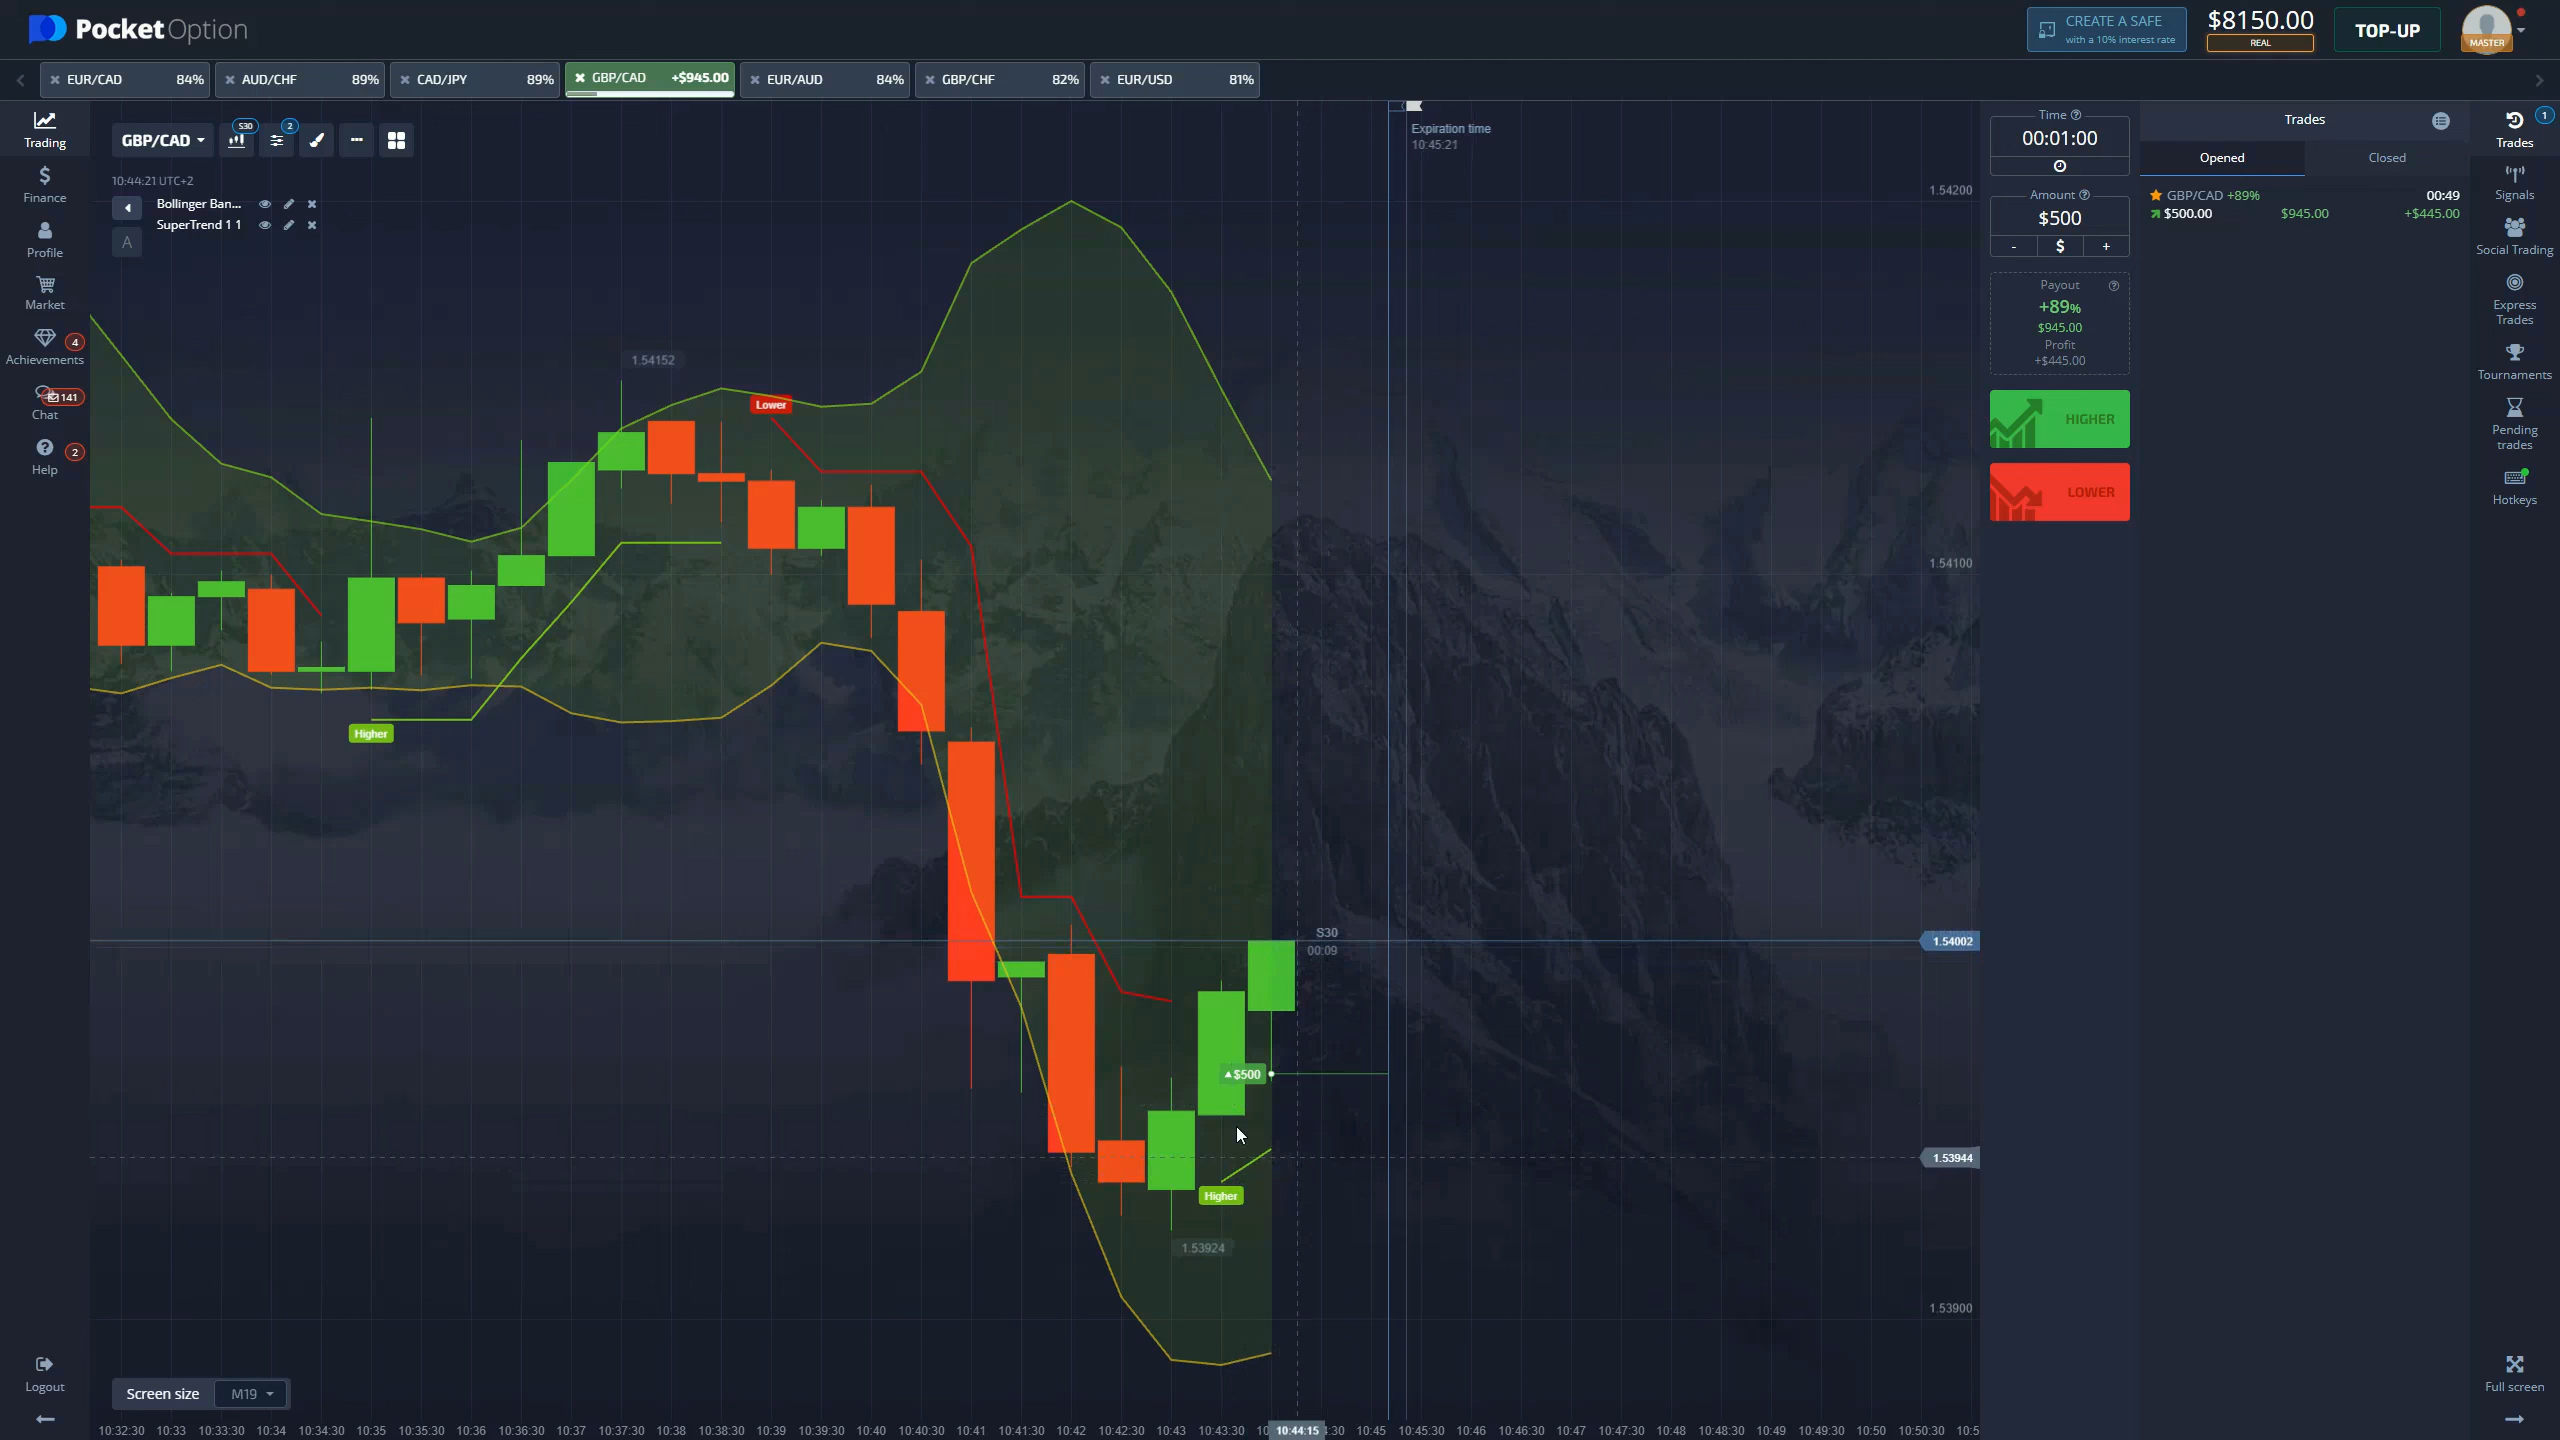 PocketOption
CREATE A SAFE
with a 10% interest rate
$8150.00
REAL
TOP-UP
MASTER
EUR/CAD 84%
AUD/CHF 89%
CAD/JPY 89%
GBP/CAD +$945.00
EUR/AUD 84%
GBP/CHF 82%
EUR/USD 81%
Trading
Finance
Profile
Market
Achievements
4
Chat
141
Help
2
Logout
GBP/CAD
S30
2
10:44:21 UTC+2
Bollinger Ban...
SuperTrend 1 1
A
Expiration time
10:45:21
1.54200
1.54152
Lower
1.54100
Higher
S30
00:09
1.54002
$500
1.53944
Higher
1.53924
1.53900
Screen size M19
10:32:30 10:33 10:33:30 10:34 10:34:30 10:35 10:35:30 10:36 10:36:30 10:37 10:37:30 10:38 10:38:30 10:39 10:39:30 10:40 10:40:30 10:41 10:41:30 10:42 10:42:30 10:43 10:43:30 10:44:15 :30 10:45 10:45:30 10:46 10:46:30 10:47 10:47:30 10:48 10:48:30 10:49 10:49:30 10:50 10:50:30 10:5
Time
00:01:00
Amount
$500
- $ +
Payout
+89%
$945.00
Profit
+$445.00
HIGHER
LOWER
Trades
Opened Closed
GBP/CAD +89% 00:49
$500.00 $945.00 +$445.00
1
Trades
Signals
Social Trading
Express
Trades
Tournaments
Pending
trades
Hotkeys
Full screen